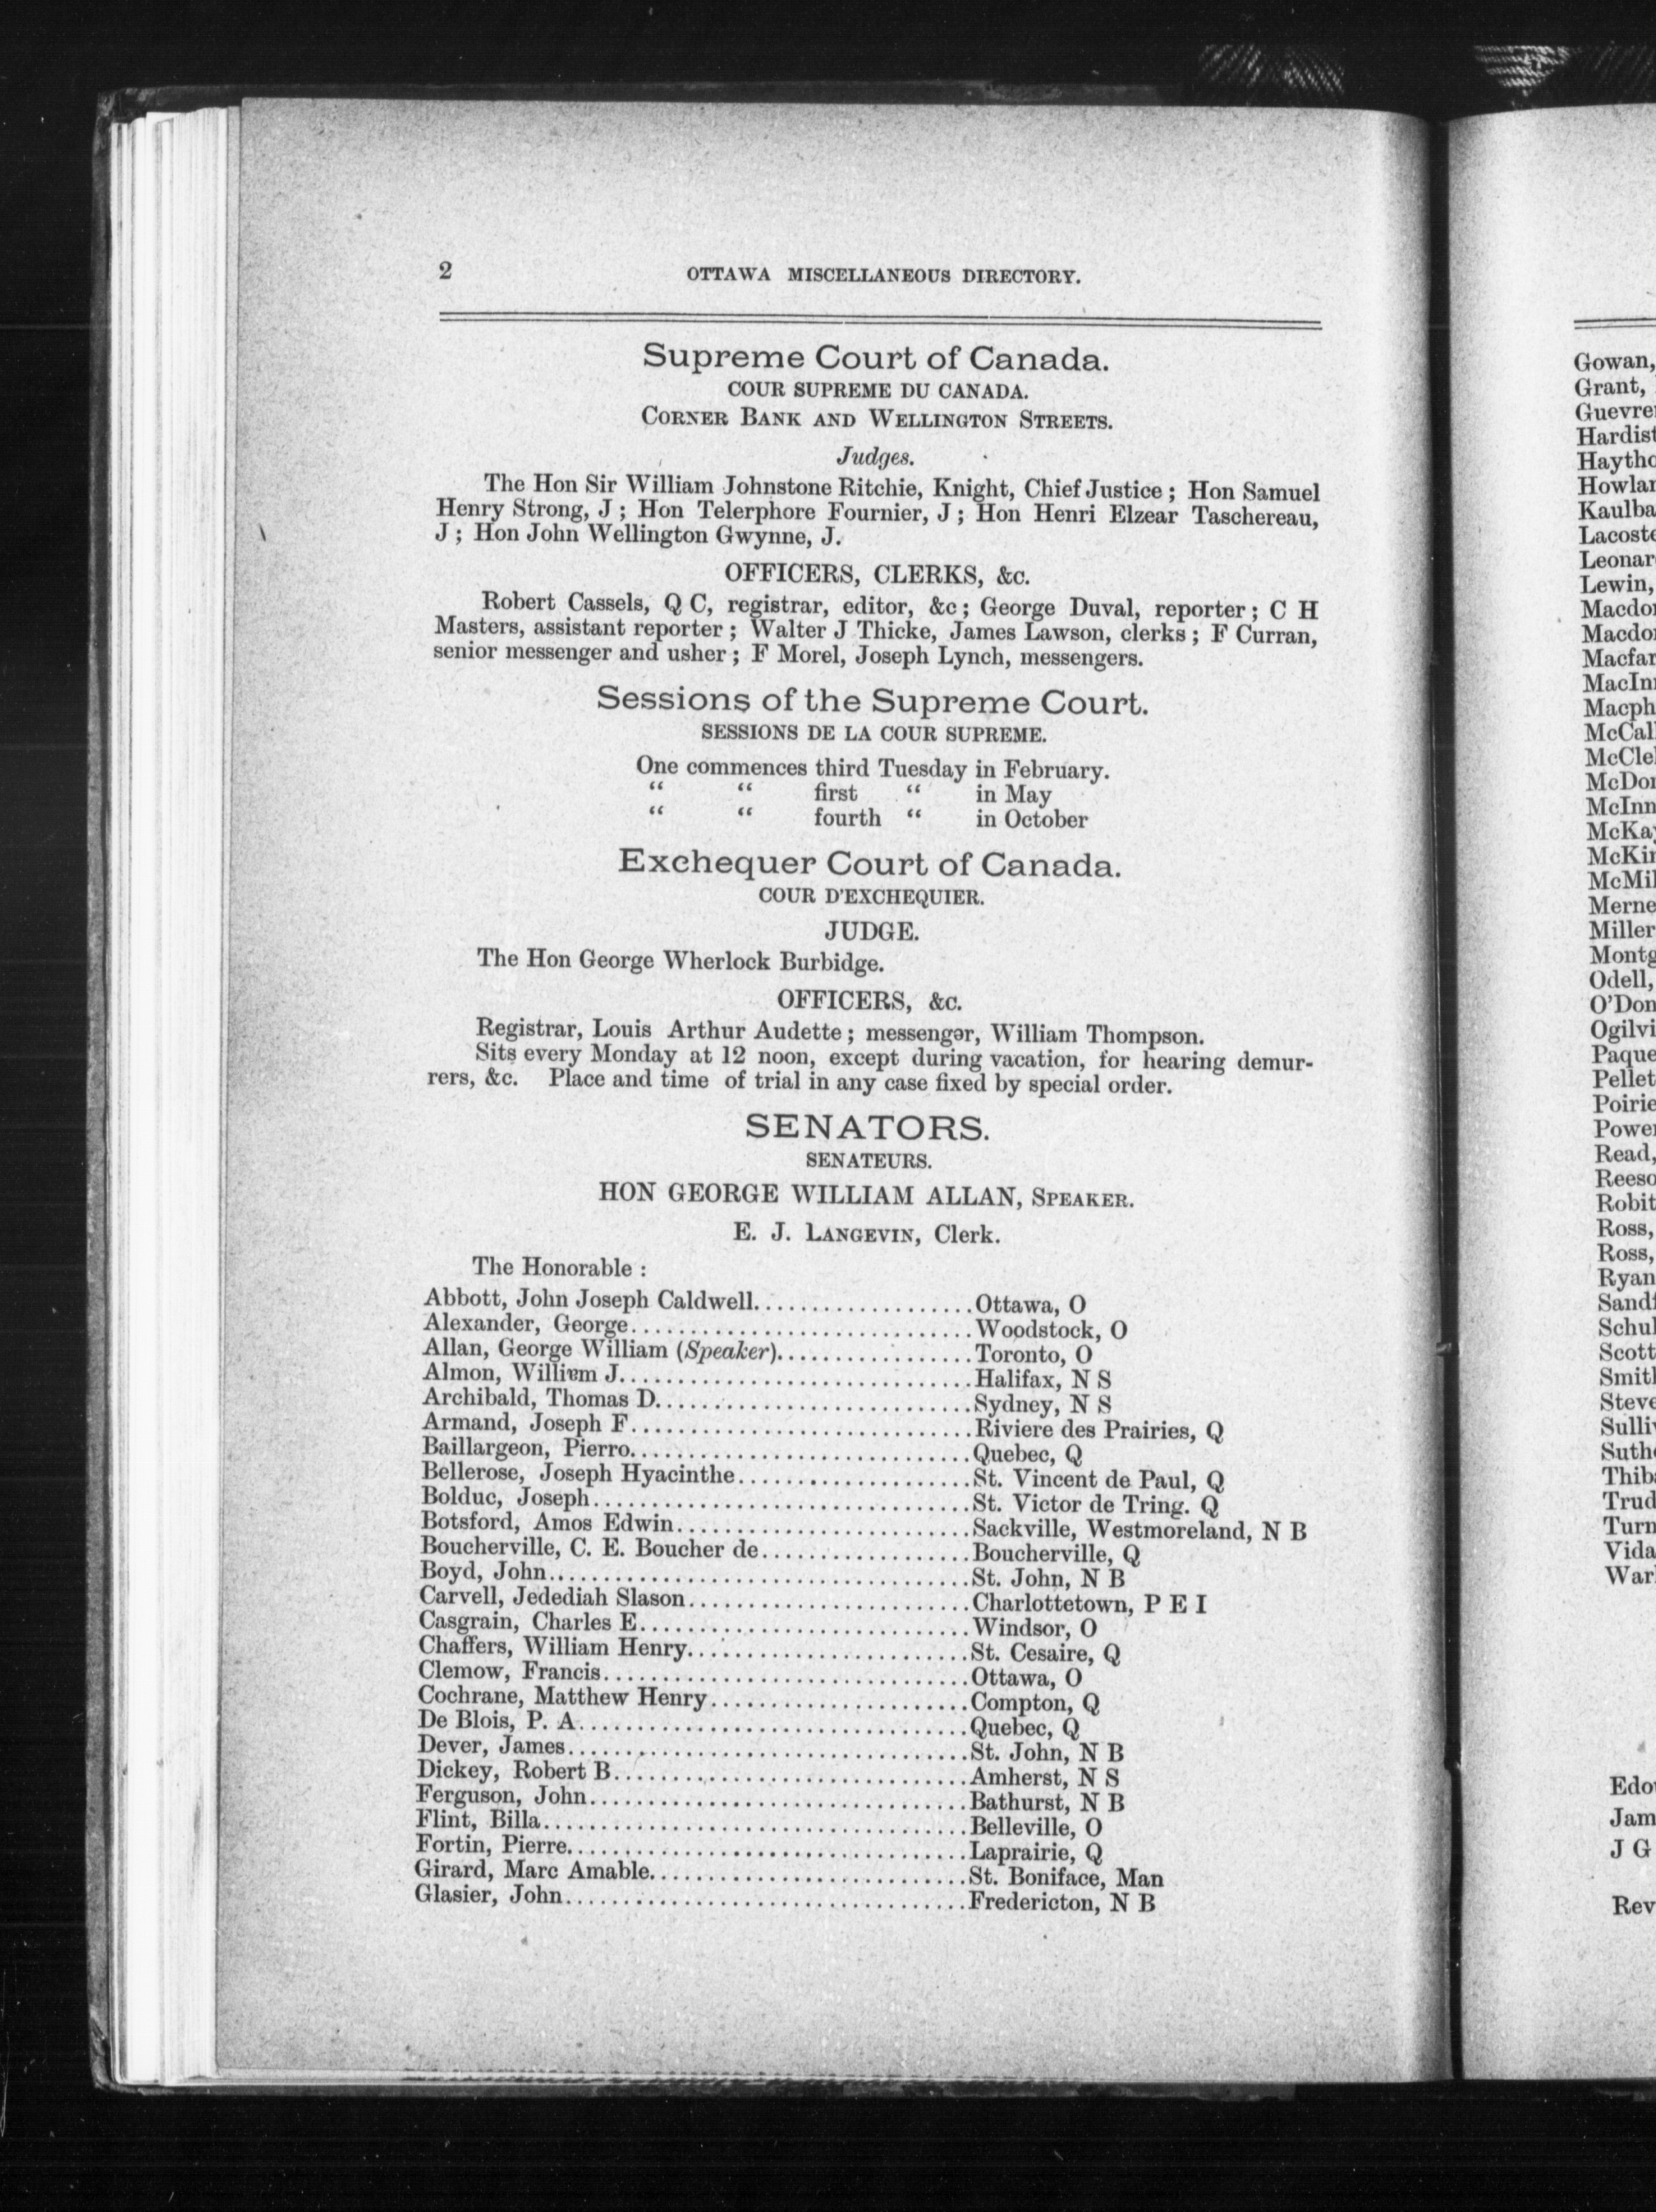 2
OTTAWA MISCELLANEOUS DIRECTORY.
Supreme Court of Canada.
COUR SUPREME DU CANADA.
CORNER BANK AND WELLINGTON STREETS.
Judges.
The Hon Sir William Johnstone Ritchie, Knight, Chief Justice ; Hon Samuel
Henry Strong, J ; Hon Telerphore Fournier, J ; Hon Henri Elzear Taschereau,
J ; Hon John Wellington Gwynne, J.
OFFICERS, CLERKS, &c.
Robert Cassels, Q C, registrar, editor, &c ; George Duval, reporter ; C H
Masters, assistant reporter ; Walter J Thicke, James Lawson, clerks ; F Curran,
senior messenger and usher ; F Morel, Joseph Lynch, messengers.
Sessions of the Supreme Court.
SESSIONS DE LA COUR SUPREME.
One commences third Tuesday in February.
“ “ first “ in May
“ “ fourth “ in October
Exchequer Court of Canada.
COUR D'EXCHEQUIER.
JUDGE.
The Hon George Wherlock Burbidge.
OFFICERS, &c.
Registrar, Louis Arthur Audette ; messenger, William Thompson.
Sits every Monday at 12 noon, except during vacation, for hearing demur-
rers, &c. Place and time of trial in any case fixed by special order.
SENATORS.
SENATEURS.
HON GEORGE WILLIAM ALLAN, SPEAKER.
E. J. LANGEVIN, Clerk.
The Honorable :
Abbott, John Joseph Caldwell...................Ottawa, O
Alexander, George..............................Woodstock, O
Allan, George William (Speaker).................Toronto, O
Almon, William J...............................Halifax, N S
Archibald, Thomas D............................Sydney, N S
Armand, Joseph F..............................Riviere des Prairies, Q
Baillargeon, Pierro.............................Quebec, Q
Bellerose, Joseph Hyacinthe....................St. Vincent de Paul, Q
Bolduc, Joseph.................................St. Victor de Tring. Q
Botsford, Amos Edwin.........................Sackville, Westmoreland, N B
Boucherville, C. E. Boucher de..................Boucherville, Q
Boyd, John....................................St. John, N B
Carvell, Jedediah Slason........................Charlottetown, P E I
Casgrain, Charles E............................Windsor, O
Chaffers, William Henry........................St. Cesaire, Q
Clemow, Francis...............................Ottawa, O
Cochrane, Matthew Henry......................Compton, Q
De Blois, P. A.................................Quebec, Q
Dever, James..................................St. John, N B
Dickey, Robert B..............................Amherst, N S
Ferguson, John................................Bathurst, N B
Flint, Billa....................................Belleville, O
Fortin, Pierre..................................Laprairie, Q
Girard, Marc Amable...........................St. Boniface, Man
Glasier, John..................................Fredericton, N B
Gowan,
Grant,
Lewin,
Miller
Odell,
Read,
Ross,
Ross,
Ryan
Scott
J G
Rev